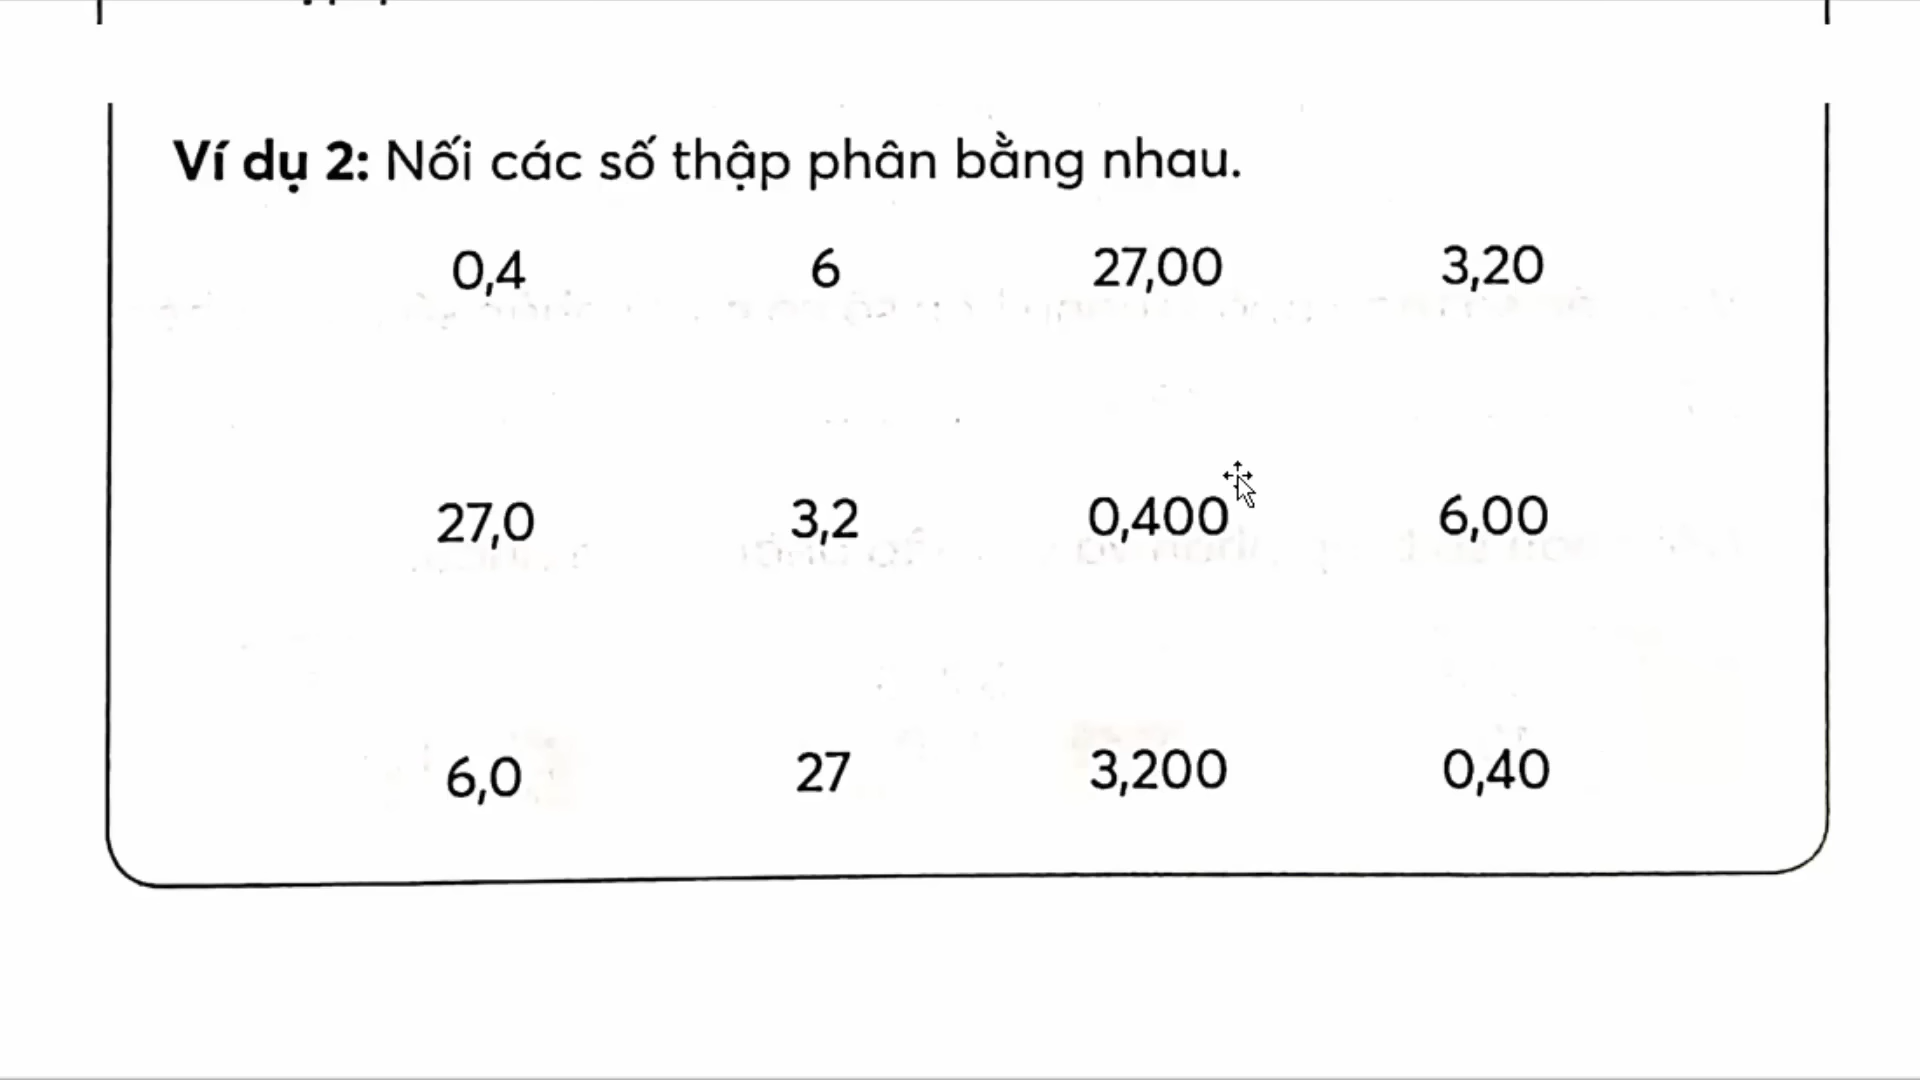 Ví dụ 2: Nối các số thập phân bằng nhau.
0,4 6 27,00 3,20
27,0 3,2 0,400 6,00
6,0 27 3,200 0,40